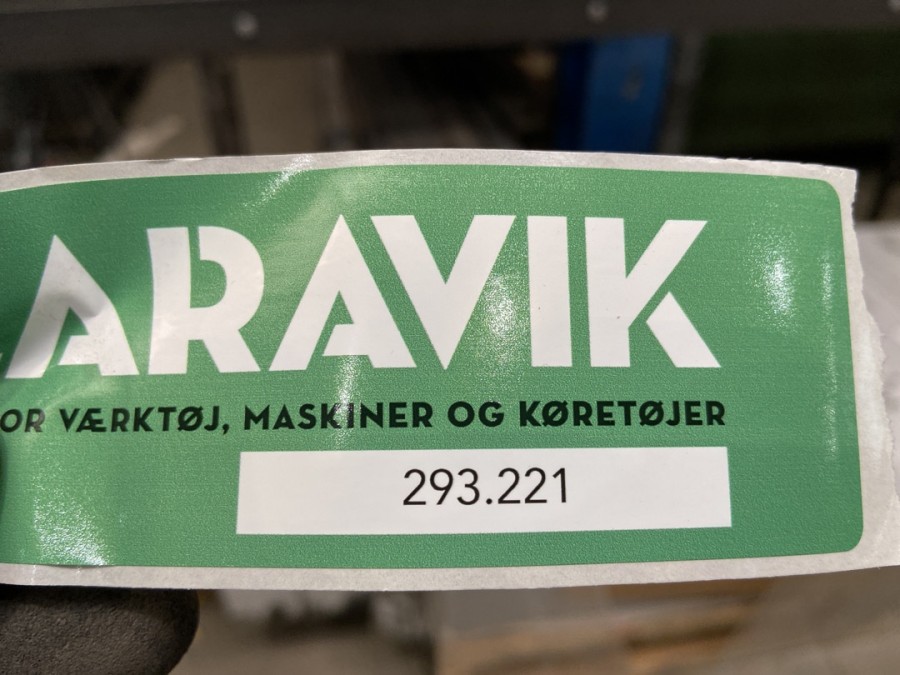 ARAVIK
OR VÆRKTØJ, MASKINER OG KØRETØJER
293.221